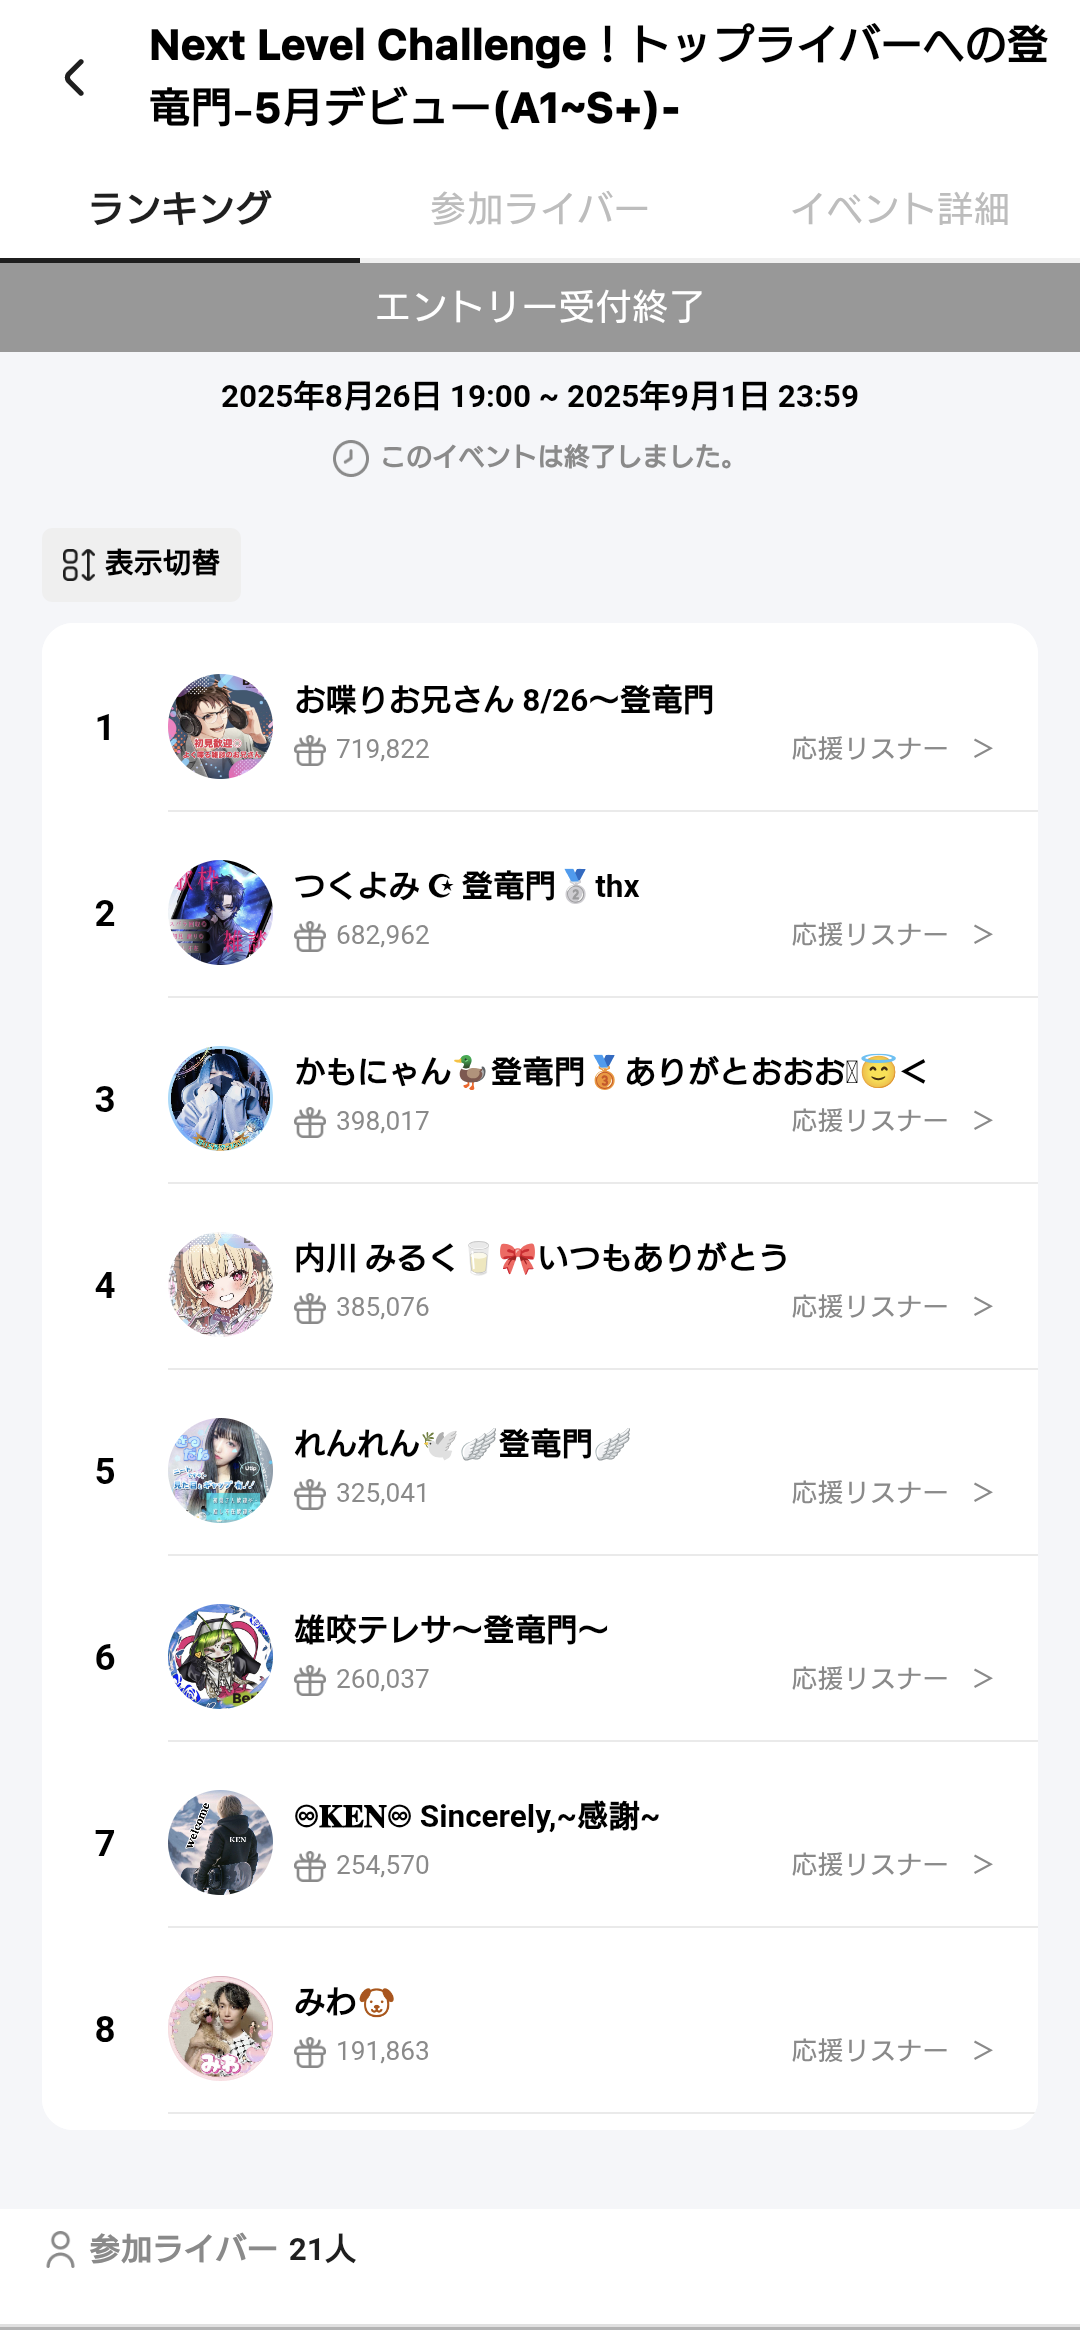 Next Level Challenge！トップライバーへの登
竜門-5月デビュー(A1~S+)-
ランキング
参加ライバー
イベント詳細
エントリー受付終了
2025年8月26日 19:00 ~ 2025年9月1日 23:59
このイベントは終了しました。
表示切替
1
初見歓迎
お喋りお兄さん 8/26〜登竜門
719,822
応援リスナー >
2
つくよみ ☪ 登竜門🥈thx
682,962
応援リスナー >
3
かもにゃん🦆登竜門🥉ありがとおおお😇<
398,017
応援リスナー >
4
内川 みるく🥛🎀いつもありがとう
385,076
応援リスナー >
5
れんれん🕊️🪽登竜門🪽
325,041
応援リスナー >
6
雄咬テレサ〜登竜門〜
260,037
応援リスナー >
7
welcome
KEN
♾𝐊𝐄𝐍♾ Sincerely,~感謝~
254,570
応援リスナー >
8
みわ
みわ🐶
191,863
応援リスナー >
参加ライバー 21人